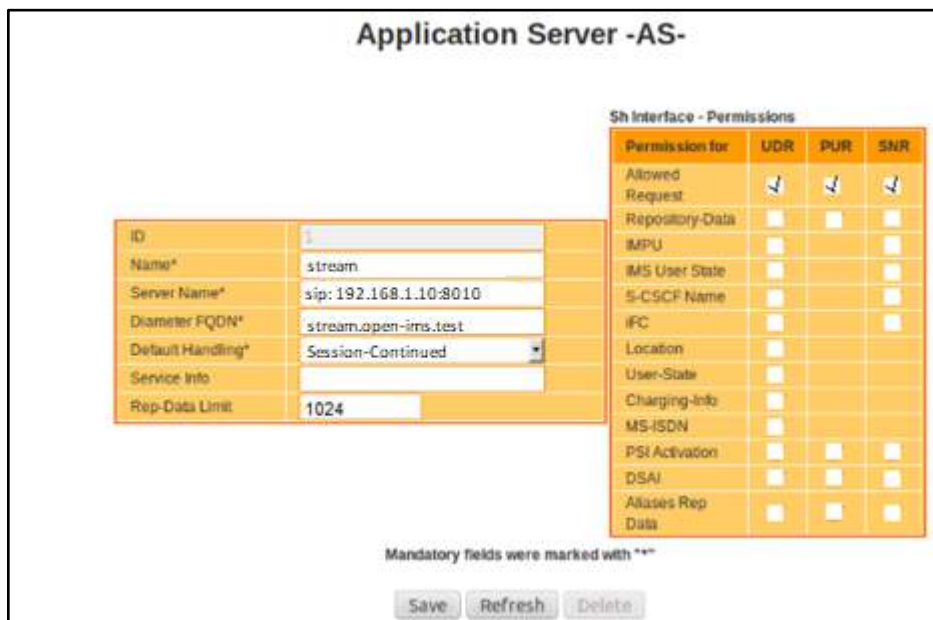 Application Server -AS-
ID 1
Name* stream
Server Name* sip: 192.168.1.10:8010
Diameter FQDN* stream.open-ims.test
Default Handling* Session-Continued
Service Info
Rep-Data Limit 1024
Sh Interface - Permissions
Permission for UDR PUR SNR
Allowed
Request
Repository-Data
IMPU
IMS User State
S-CSCF Name
iFC
Location
User-State
Charging-Info
MS-ISDN
PSI Activation
DSAI
Aliases Rep
Data
Mandatory fields were marked with "*"
Save Refresh Delete